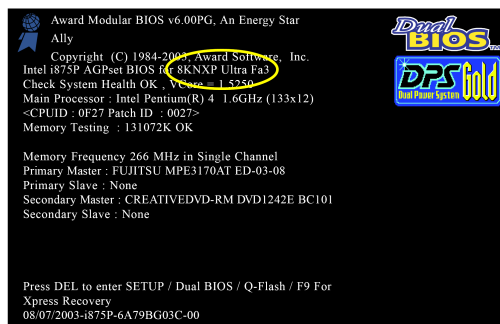 Award Modular BIOS v6.00PG, An Energy Star
Ally
Copyright (C) 1984-2003, Award Software, Inc.
Intel i875P AGPset BIOS for 8KNXP Ultra Fa3
Check System Health OK , VCore = 1.5250
Main Processor : Intel Pentium(R) 4 1.6GHz (133x12)
<CPUID : 0F27 Patch ID : 0027>
Memory Testing : 131072K OK
Memory Frequency 266 MHz in Single Channel
Primary Master : FUJITSU MPE3170AT ED-03-08
Primary Slave : None
Secondary Master : CREATIVEDVD-RM DVD1242E BC101
Secondary Slave : None
Press DEL to enter SETUP / Dual BIOS / Q-Flash / F9 For
Xpress Recovery
08/07/2003-i875P-6A79BG03C-00
Dual
BIOS
DPS Gold
Dual Power System